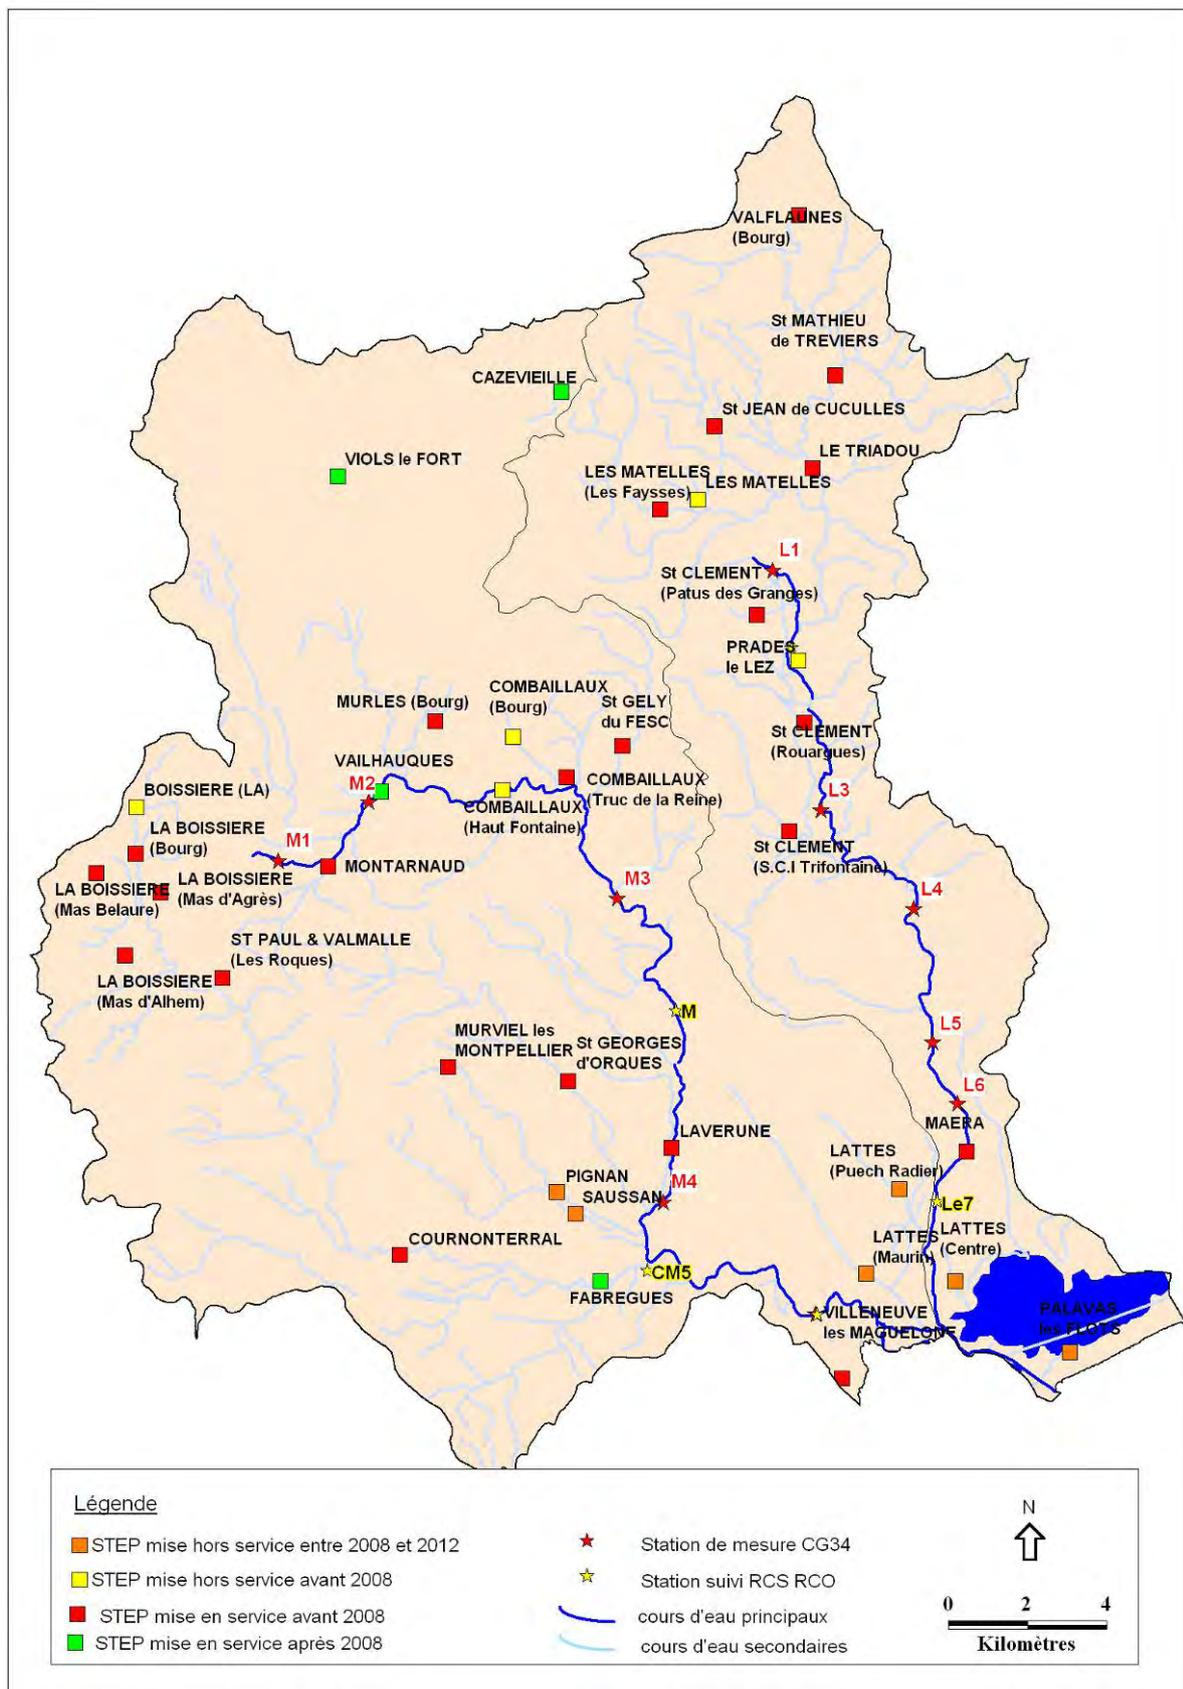 VALFLAUNES
(Bourg)
St MATHIEU
de TREVIERS
CAZEVIEILLE
St JEAN de CUCULLES
VIOLS le FORT
LE TRIADOU
LES MATELLES
(Les Faysses)
LES MATELLES
L1
St CLEMENT
(Patus des Granges)
PRADES
le LEZ
MURLES (Bourg)
COMBAILLAUX
(Bourg)
St GELY
du FESC
St CLEMENT
(Rouargues)
VAILHAUQUES
M2
BOISSIERE (LA)
COMBAILLAUX
(Haut Fontaine)
COMBAILLAUX
(Truc de la Reine)
L3
LA BOISSIERE
(Bourg)
M1
St CLEMENT
(S.C.I Trifontaine)
MONTARNAUD
LA BOISSIERE
(Mas Belaure)
LA BOISSIERE
(Mas d'Agrès)
M3
L4
ST PAUL & VALMALLE
(Les Roques)
LA BOISSIERE
(Mas d'Alhem)
M
MURVIEL les
MONTPELLIER
St GEORGES
d'ORQUES
L5
L6
MAERA
LAVERUNE
LATTES
(Puech Radier)
PIGNAN
SAUSSAN
M4
Le7
COURNONTERRAL
LATTES
(Maurin)
LATTES
(Centre)
CM5
FABREGUES
VILLENEUVE
les MAGUELONE
PALAVAS
les FLOTS
Légende
STEP mise hors service entre 2008 et 2012
STEP mise hors service avant 2008
STEP mise en service avant 2008
STEP mise en service après 2008
Station de mesure CG34
Station suivi RCS RCO
cours d'eau principaux
cours d'eau secondaires
N
0 2 4
Kilomètres